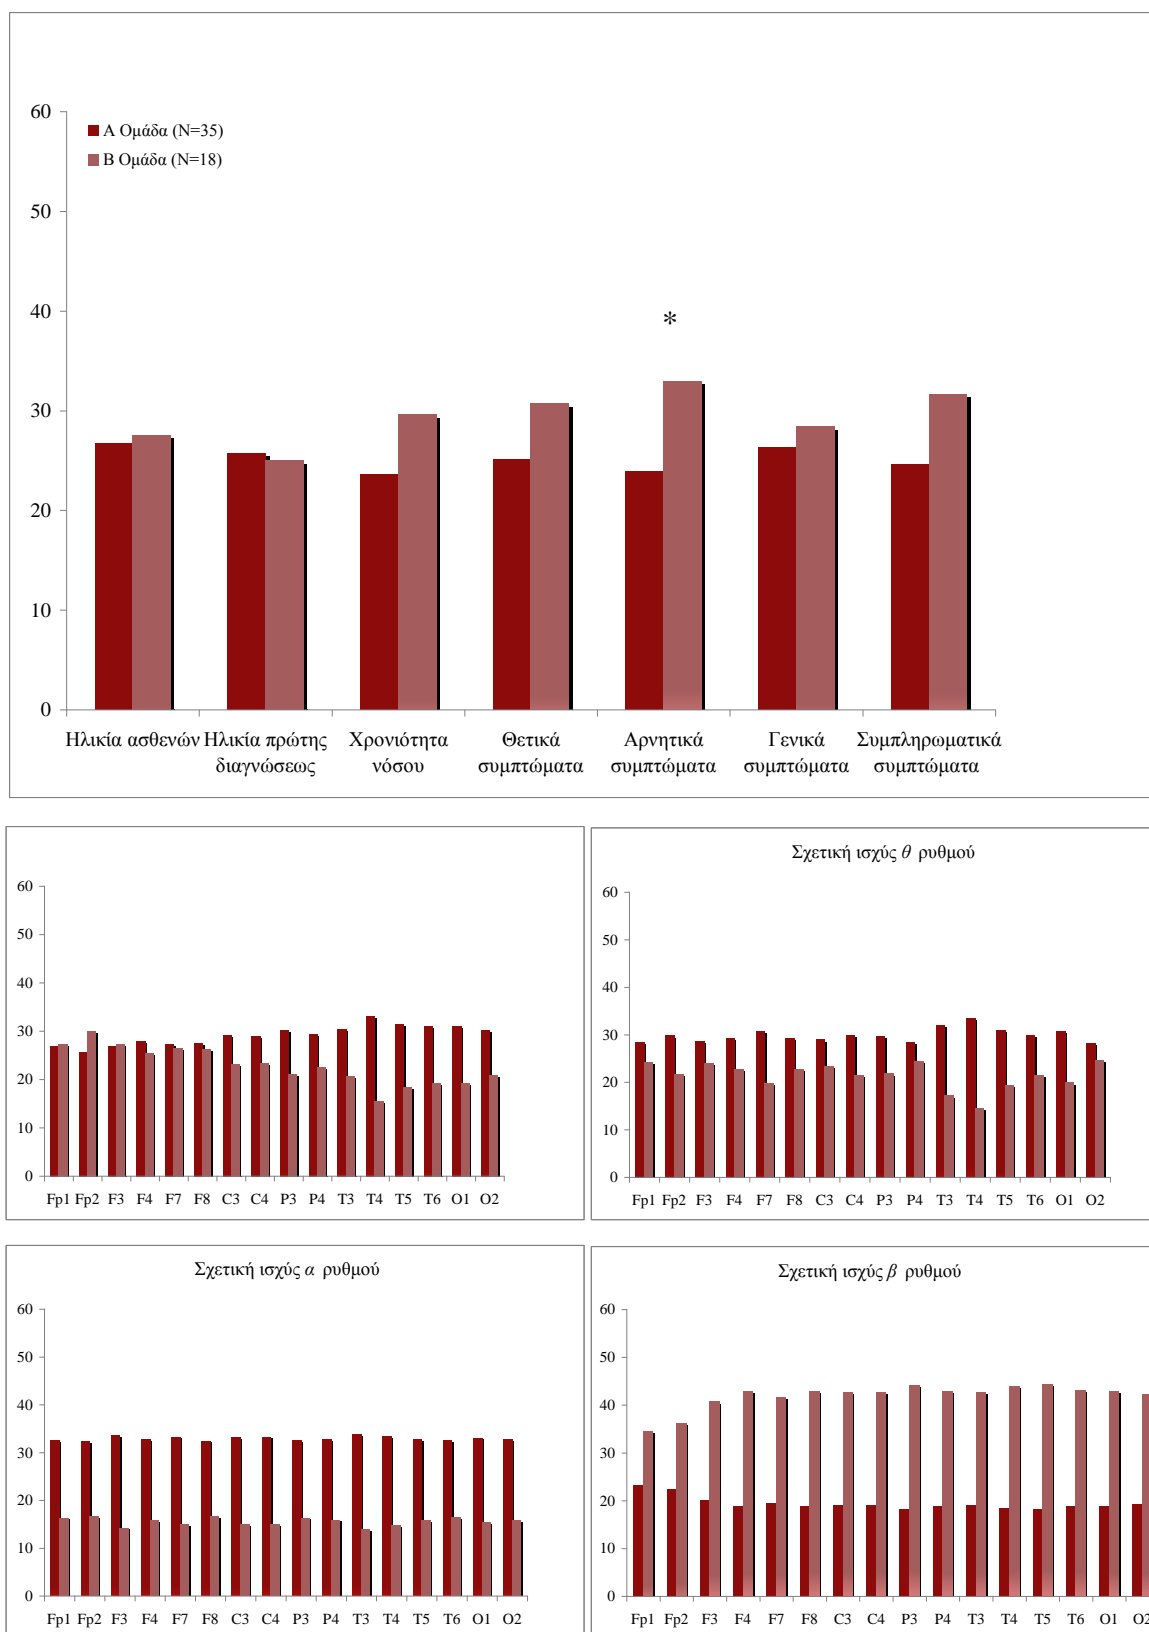 60
50
40
30
20
10
0
Α Ομάδα (Ν=35)
Β Ομάδα (Ν=18)
*
Ηλικία ασθενών
Ηλικία πρώτης
διαγνώσεως
Χρονιότητα
νόσου
Θετικά
συμπτώματα
Αρνητικά
συμπτώματα
Γενικά
συμπτώματα
Συμπληρωματικά
συμπτώματα
60
50
40
30
20
10
0
Fp1 Fp2 F3 F4 F7 F8 C3 C4 P3 P4 T3 T4 T5 T6 O1 O2
Σχετική ισχύς θ ρυθμού
60
50
40
30
20
10
0
Fp1 Fp2 F3 F4 F7 F8 C3 C4 P3 P4 T3 T4 T5 T6 O1 O2
Σχετική ισχύς α ρυθμού
60
50
40
30
20
10
0
Fp1 Fp2 F3 F4 F7 F8 C3 C4 P3 P4 T3 T4 T5 T6 O1 O2
Σχετική ισχύς β ρυθμού
60
50
40
30
20
10
0
Fp1 Fp2 F3 F4 F7 F8 C3 C4 P3 P4 T3 T4 T5 T6 O1 O2